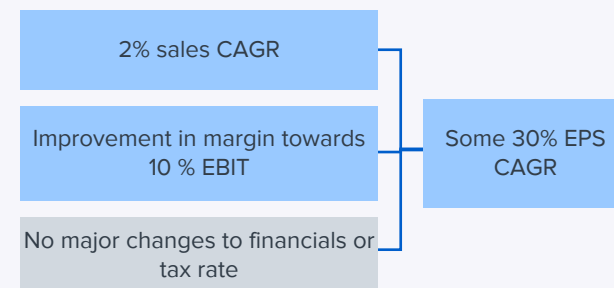 2% sales CAGR
Improvement in margin towards
10 % EBIT
Some 30% EPS
CAGR
No major changes to financials or
tax rate